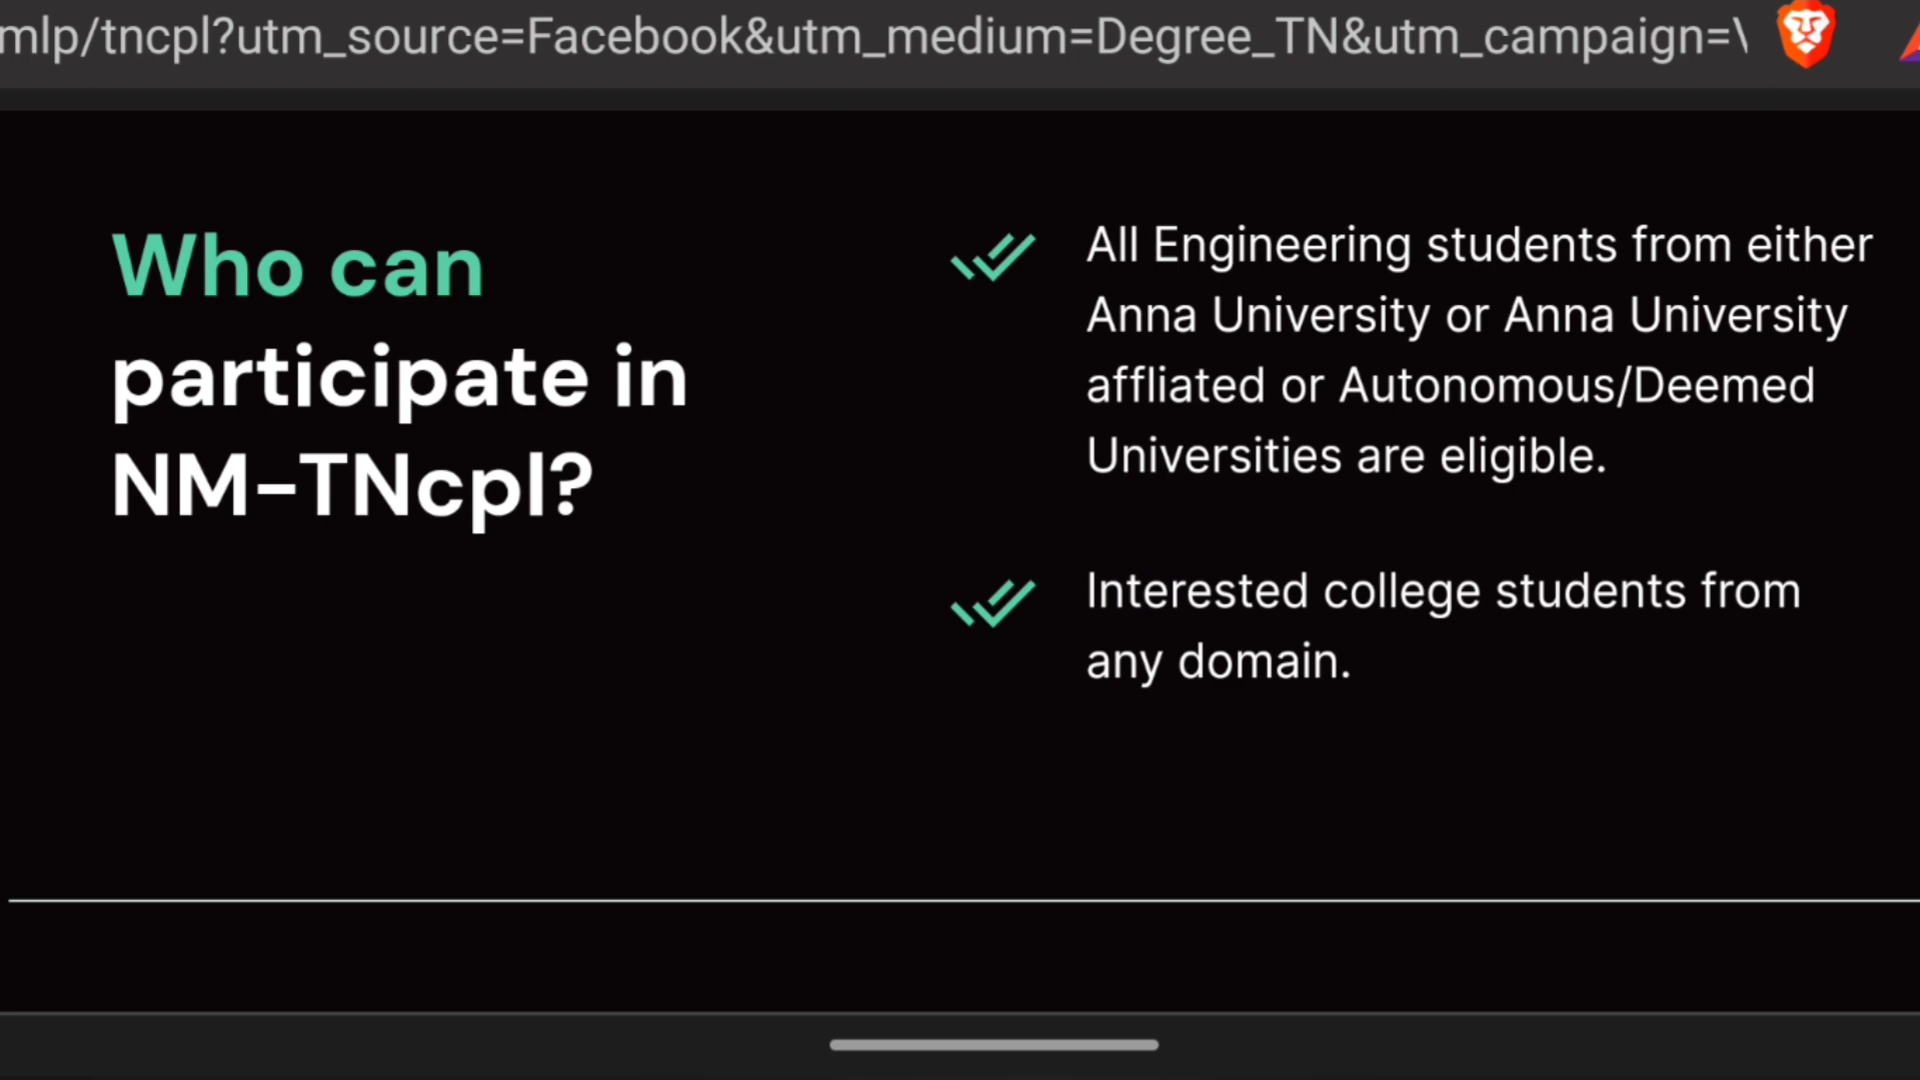 mlp/tncpl?utm_source=Facebook&utm_medium=Degree_TN&utm_campaign=\
Who can
participate in
NM-TNcpl?
All Engineering students from either
Anna University or Anna University
affliated or Autonomous/Deemed
Universities are eligible.
Interested college students from
any domain.